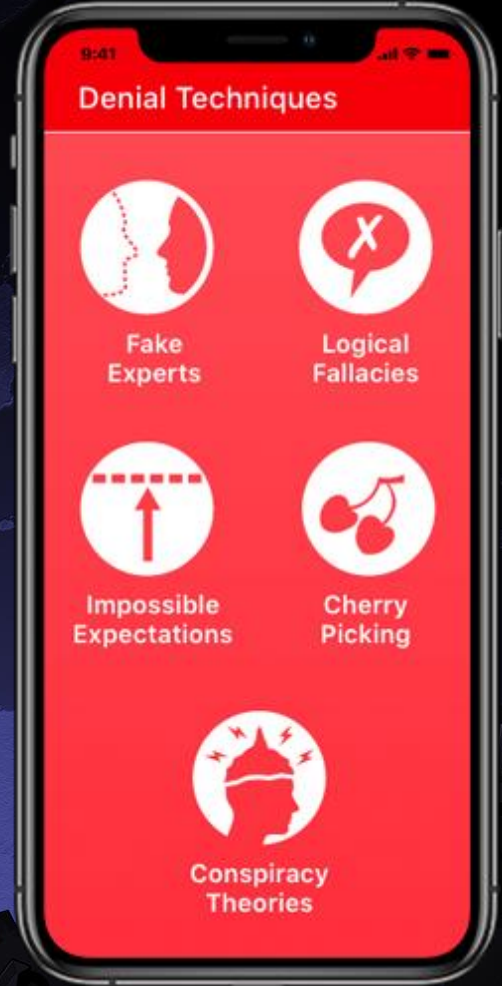 9:41
Denial Techniques
X
Fake
Experts
Logical
Fallacies
Impossible
Expectations
Cherry
Picking
Conspiracy
Theories